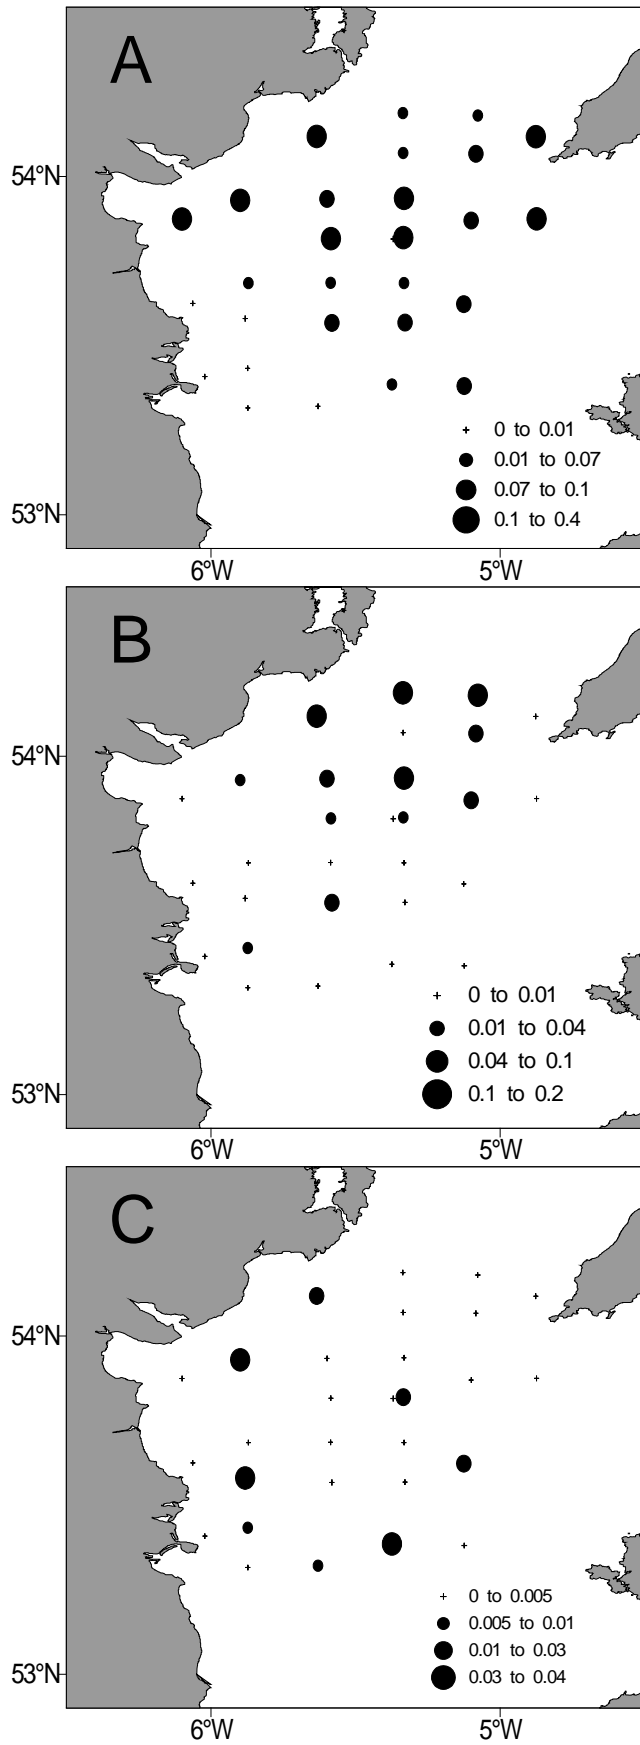 A
54°N
0 to 0.01
0.01 to 0.07
0.07 to 0.1
0.1 to 0.4
53°N
6°W 5°W
B
54°N
0 to 0.01
0.01 to 0.04
0.04 to 0.1
0.1 to 0.2
53°N
6°W 5°W
C
54°N
0 to 0.005
0.005 to 0.01
0.01 to 0.03
0.03 to 0.04
53°N
6°W 5°W